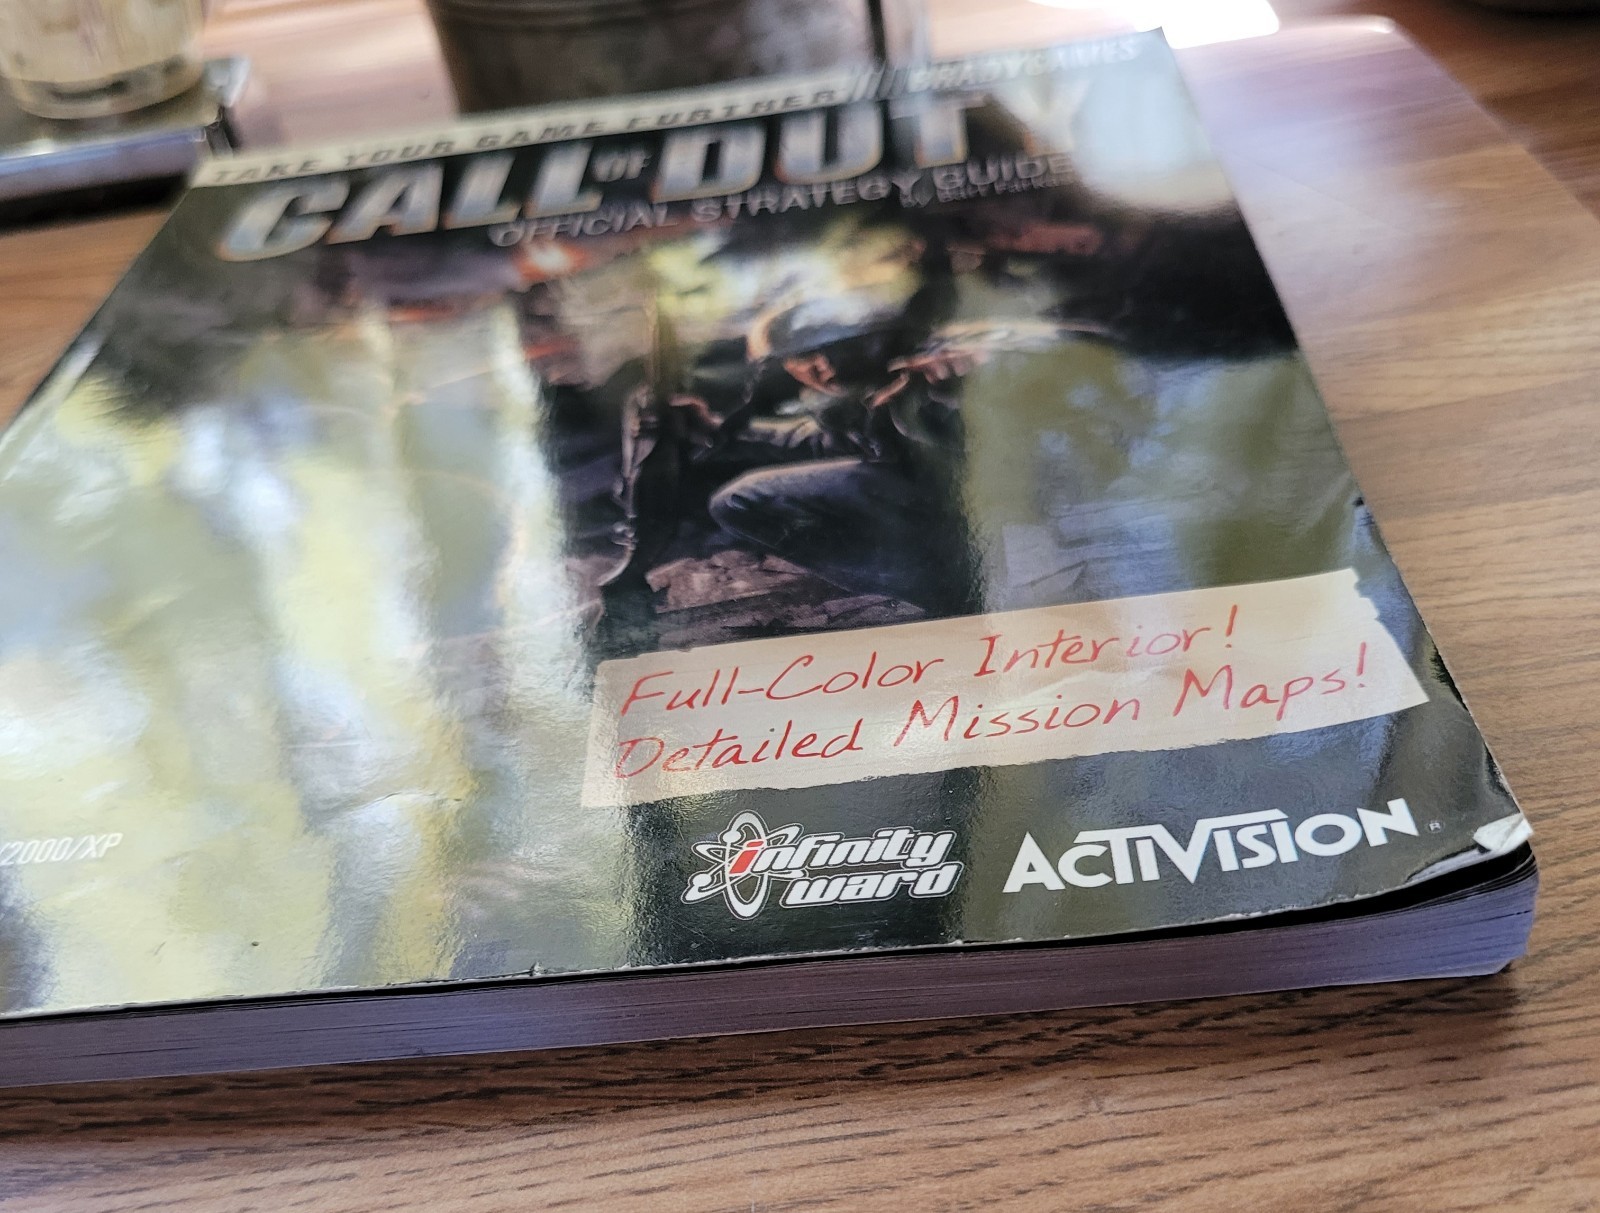 TAKE YOUR GAME FURTHER BRADYGAMES
CALL OF DUTY
OFFICIAL STRATEGY GUIDE
Full-Color Interior!
Detailed Mission Maps!
/2000/XP
infinity ward
ACTIVISION®